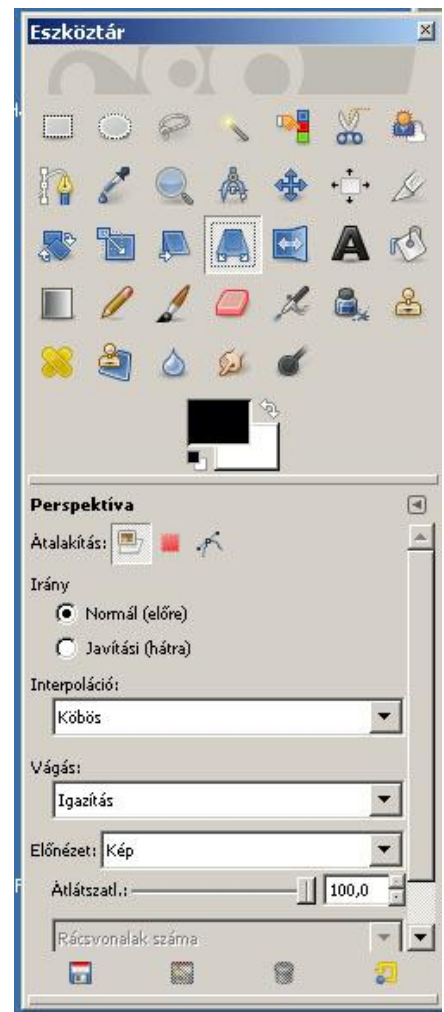 Eszköztár
Perspektíva
Átalakítás:
Irány
Normál (előre)
Javítási (hátra)
Interpoláció:
Köbös
Vágás:
Igazítás
Előnézet: Kép
Átlátszatl.: 100,0
Rácsvonalak száma